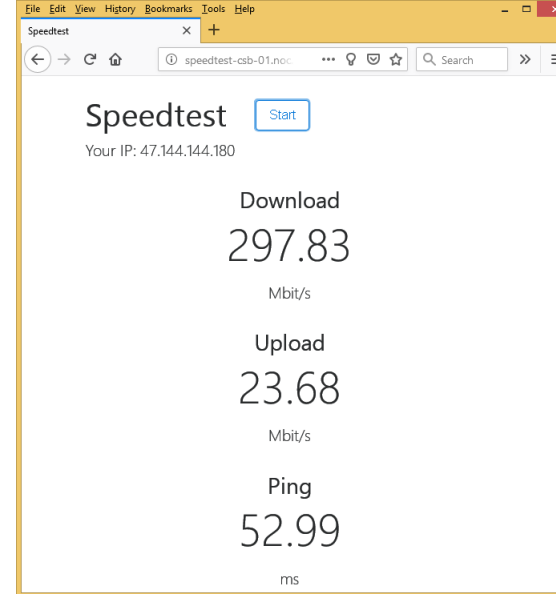 File Edit View History Bookmarks Tools Help
Speedtest
speedtest-csb-01.noc
Search
Speedtest Start
Your IP: 47.144.144.180
Download
297.83
Mbit/s
Upload
23.68
Mbit/s
Ping
52.99
ms